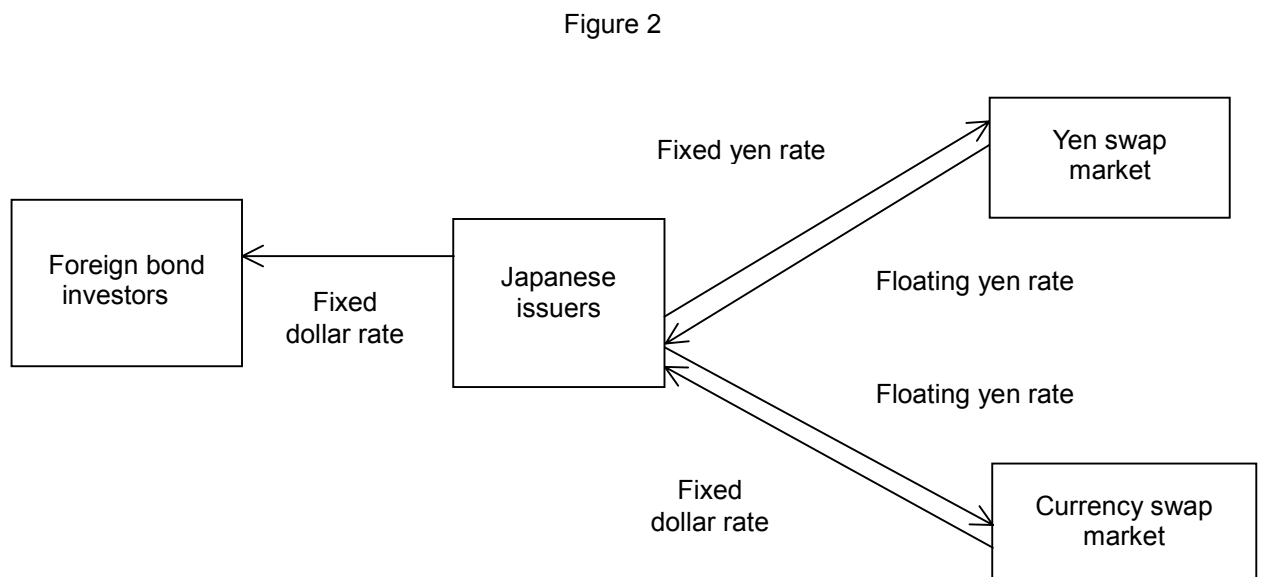 Figure 2
Fixed yen rate
Yen swap
market
Foreign bond
investors
Fixed
dollar rate
Japanese
issuers
Floating yen rate
Floating yen rate
Fixed
dollar rate
Currency swap
market